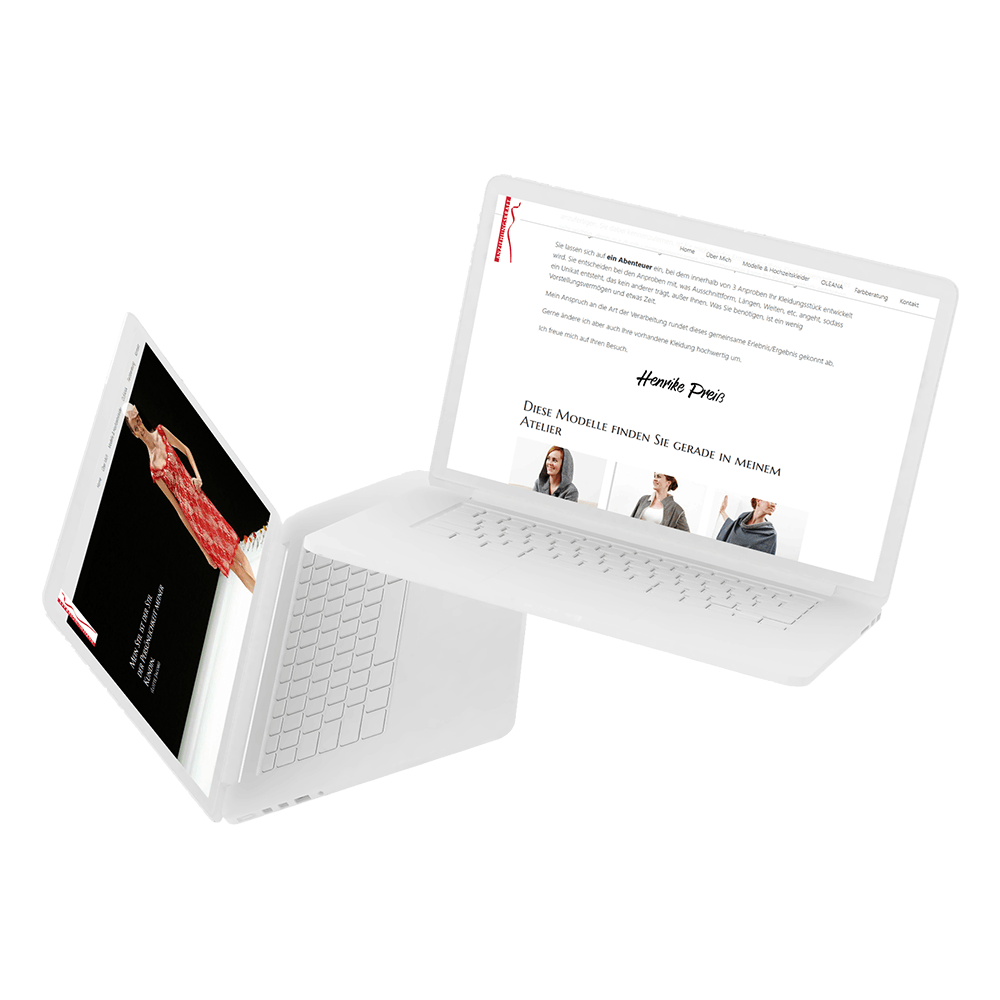 ANZIEHUNGSKRAFT
Home Über Mich Modelle & Hochzeitskleider OLEANA Farbberatung Kontakt
Sie lassen sich auf ein Abenteuer ein, bei dem innerhalb von 3 Anproben Ihr Kleidungsstück entwickelt
wird. Sie entscheiden bei den Anproben mit, was Ausschnittform, Längen, Weiten, etc. angeht, sodass
ein Unikat entsteht, das kein anderer trägt, außer Ihnen. Was Sie benötigen, ist ein wenig
Vorstellungsvermögen und etwas Zeit.
Mein Anspruch an die Art der Verarbeitung rundet dieses gemeinsame Erlebnis/Ergebnis gekonnt ab.
Gerne ändere ich aber auch Ihre vorhandene Kleidung hochwertig um.
Ich freue mich auf Ihren Besuch.
Henrike Preiß
Diese Modelle finden Sie gerade in meinem
Atelier
Mein Stil ist der Stil
der Persönlichkeit meiner
Kundin.